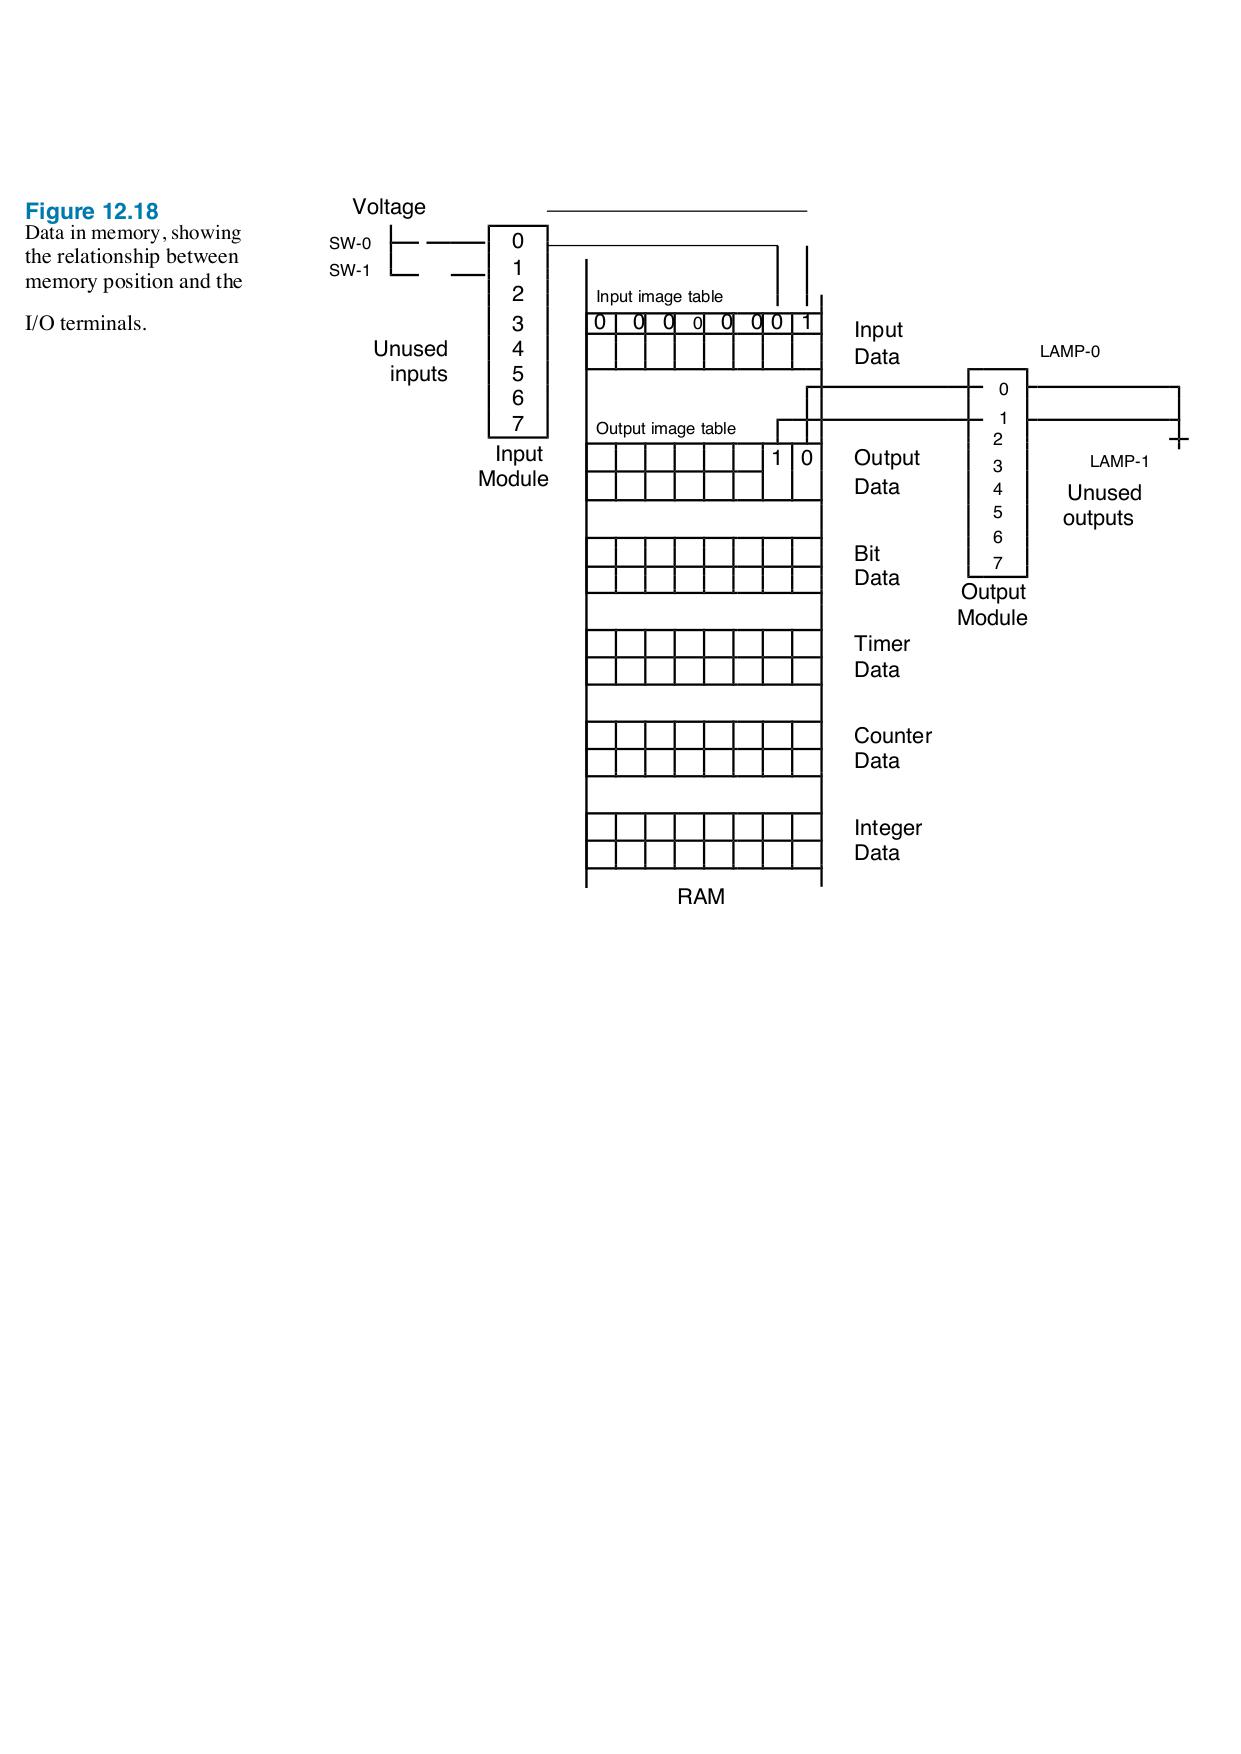 Figure 12.18
Data in memory, showing
the relationship between
memory position and the
I/O terminals.
Voltage
SW-0
SW-1
0
1
2
3
4
5
6
7
Unused
inputs
Input
Module
Input image table
0 0 0 0 0 0 0 1
Input
Data
Output image table
1 0
Output
Data
Bit
Data
Timer
Data
Counter
Data
Integer
Data
RAM
LAMP-0
0
1
2
3
4
5
6
7
LAMP-1
Unused
outputs
Output
Module